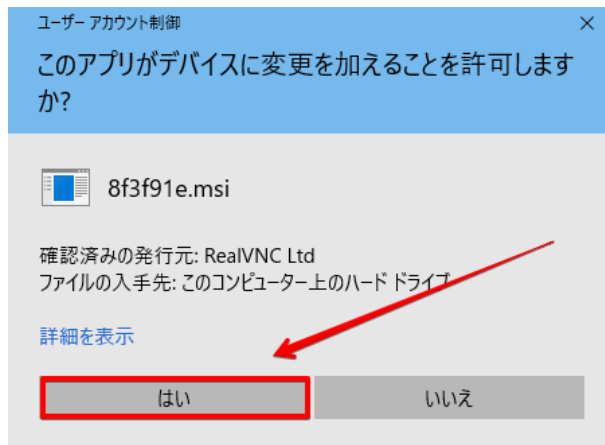 ユーザー アカウント制御
このアプリがデバイスに変更を加えることを許可します
か?
8f3f91e.msi
確認済みの発行元: RealVNC Ltd
ファイルの入手先: このコンピューター上のハード ドライブ
詳細を表示
はい
いいえ